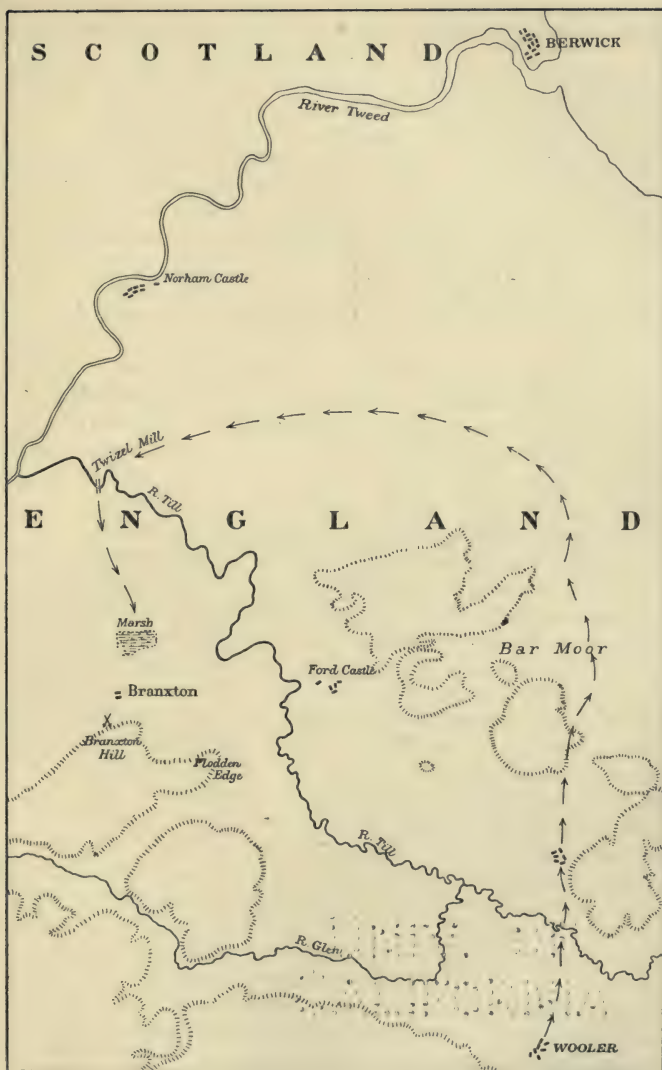 SCOTLAND
BERWICK
River Tweed
Norham Castle
Twizel Mill
R. Till
ENGLAND
Marsh
Bar Moor
Ford Castle
Branxton
Branxton
Hill
Flodden
Edge
R. Till
R. Glen
WOOLER